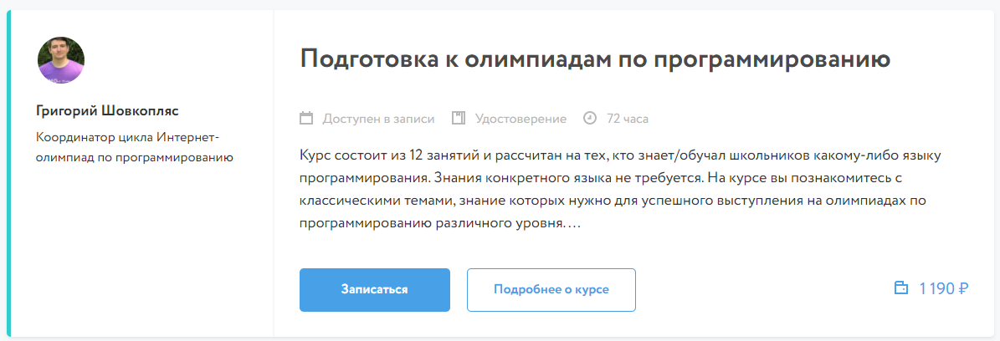 Григорий Шовкопляс
Координатор цикла Интернет-
олимпиад по программированию
Подготовка к олимпиадам по программированию
Доступен в записи Удостоверение 72 часа
Курс состоит из 12 занятий и рассчитан на тех, кто знает/обучал школьников какому-либо языку
программирования. Знания конкретного языка не требуется. На курсе вы познакомитесь с
классическими темами, знание которых нужно для успешного выступления на олимпиадах по
программированию различного уровня....
Записаться Подробнее о курсе 1 190 ₽